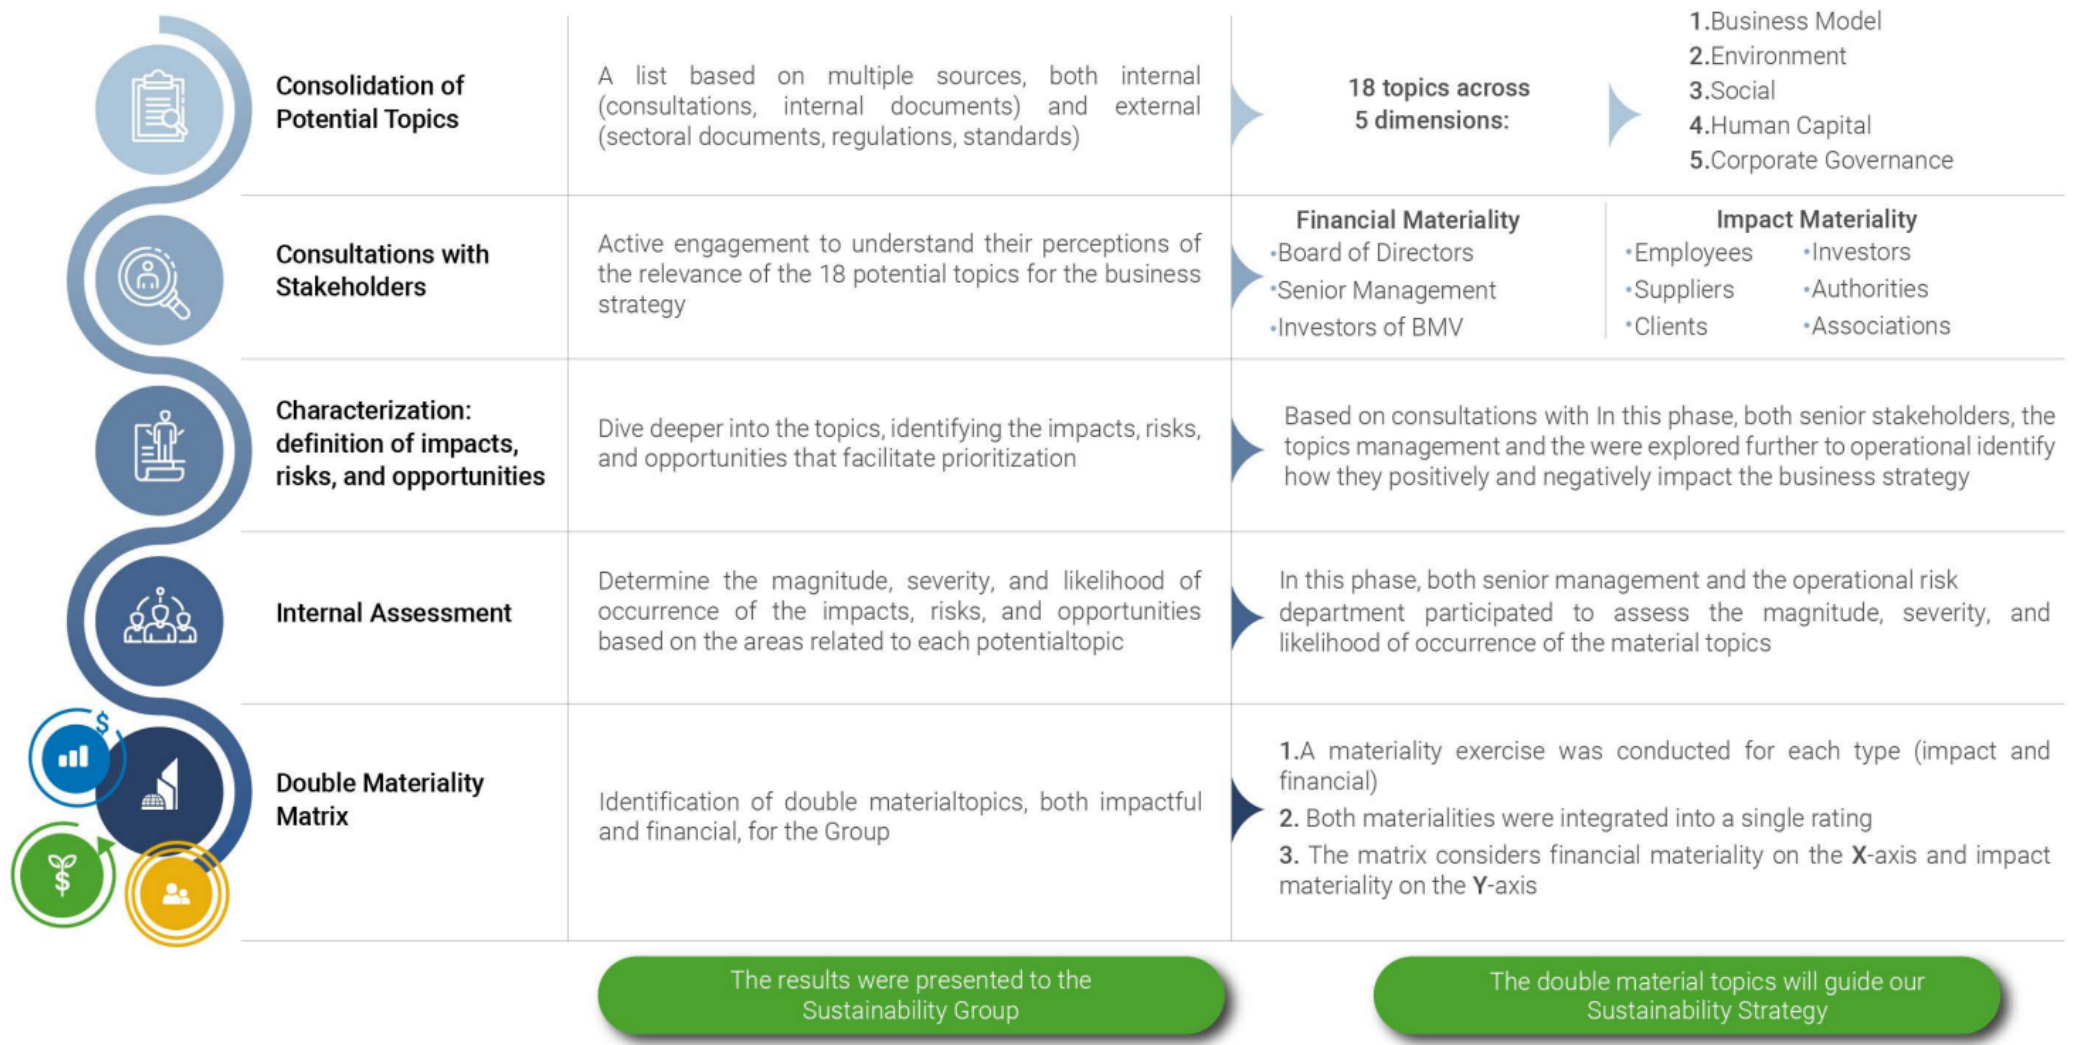 Consolidation of
Potential Topics
A list based on multiple sources, both internal
(consultations, internal documents) and external
(sectoral documents, regulations, standards)
18 topics across
5 dimensions:
1.Business Model
2.Environment
3.Social
4.Human Capital
5.Corporate Governance
Consultations with
Stakeholders
Active engagement to understand their perceptions of
the relevance of the 18 potential topics for the business
strategy
Financial Materiality
•Board of Directors
•Senior Management
•Investors of BMV
Impact Materiality
•Employees
•Suppliers
•Clients
•Investors
•Authorities
•Associations
Characterization:
definition of impacts,
risks, and opportunities
Dive deeper into the topics, identifying the impacts, risks,
and opportunities that facilitate prioritization
Based on consultations with In this phase, both senior stakeholders, the
topics management and the were explored further to operational identify
how they positively and negatively impact the business strategy
Internal Assessment
Determine the magnitude, severity, and likelihood of
occurrence of the impacts, risks, and opportunities
based on the areas related to each potentialtopic
In this phase, both senior management and the operational risk
department participated to assess the magnitude, severity, and
likelihood of occurrence of the material topics
$
$
Double Materiality
Matrix
Identification of double materialtopics, both impactful
and financial, for the Group
1.A materiality exercise was conducted for each type (impact and
financial)
2. Both materialities were integrated into a single rating
3. The matrix considers financial materiality on the X-axis and impact
materiality on the Y-axis
The results were presented to the
Sustainability Group
The double material topics will guide our
Sustainability Strategy